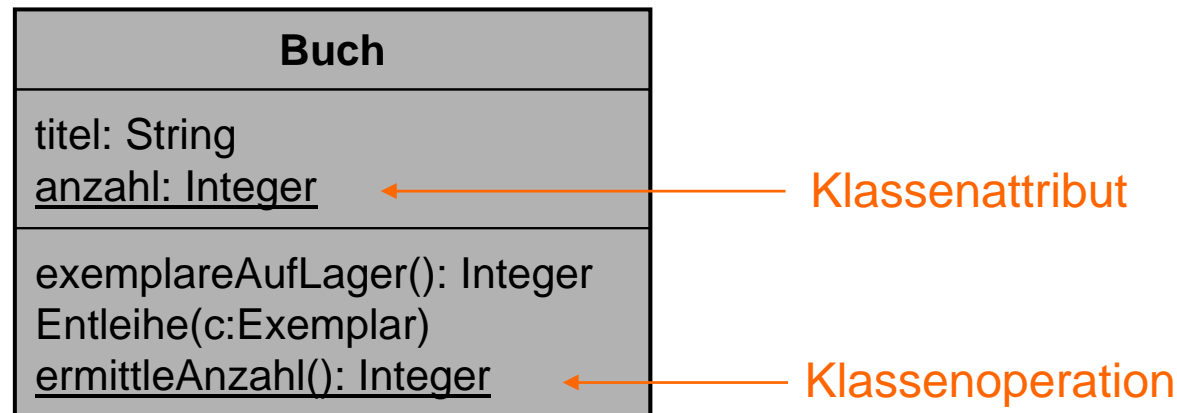 Buch
titel: String
anzahl: Integer
Klassenattribut
exemplareAufLager(): Integer
Entleihe(c:Exemplar)
ermittleAnzahl(): Integer
Klassenoperation